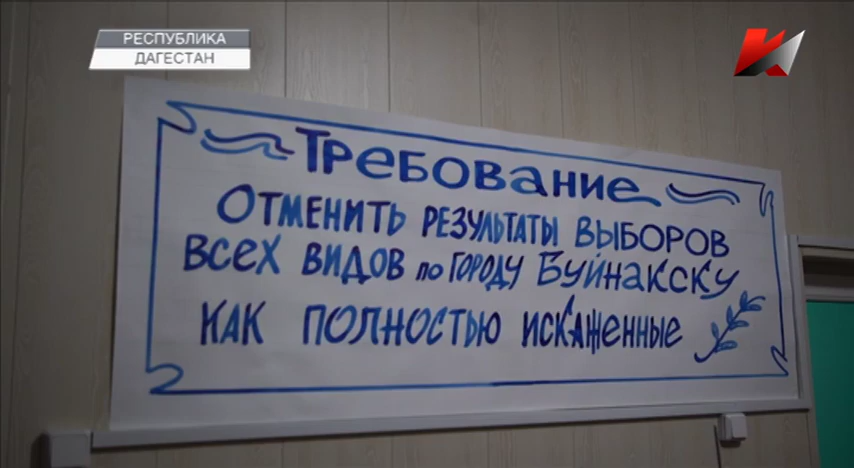 РЕСПУБЛИКА
ДАГЕСТАН
ТРЕБОВАНИЕ
ОТМЕНИТЬ РЕЗУЛЬТАТЫ ВЫБОРОВ
ВСЕХ ВИДОВ по ГОРОДУ БУЙНАКСКУ
КАК ПОЛНОСТЬЮ ИСКАЖЕННЫЕ